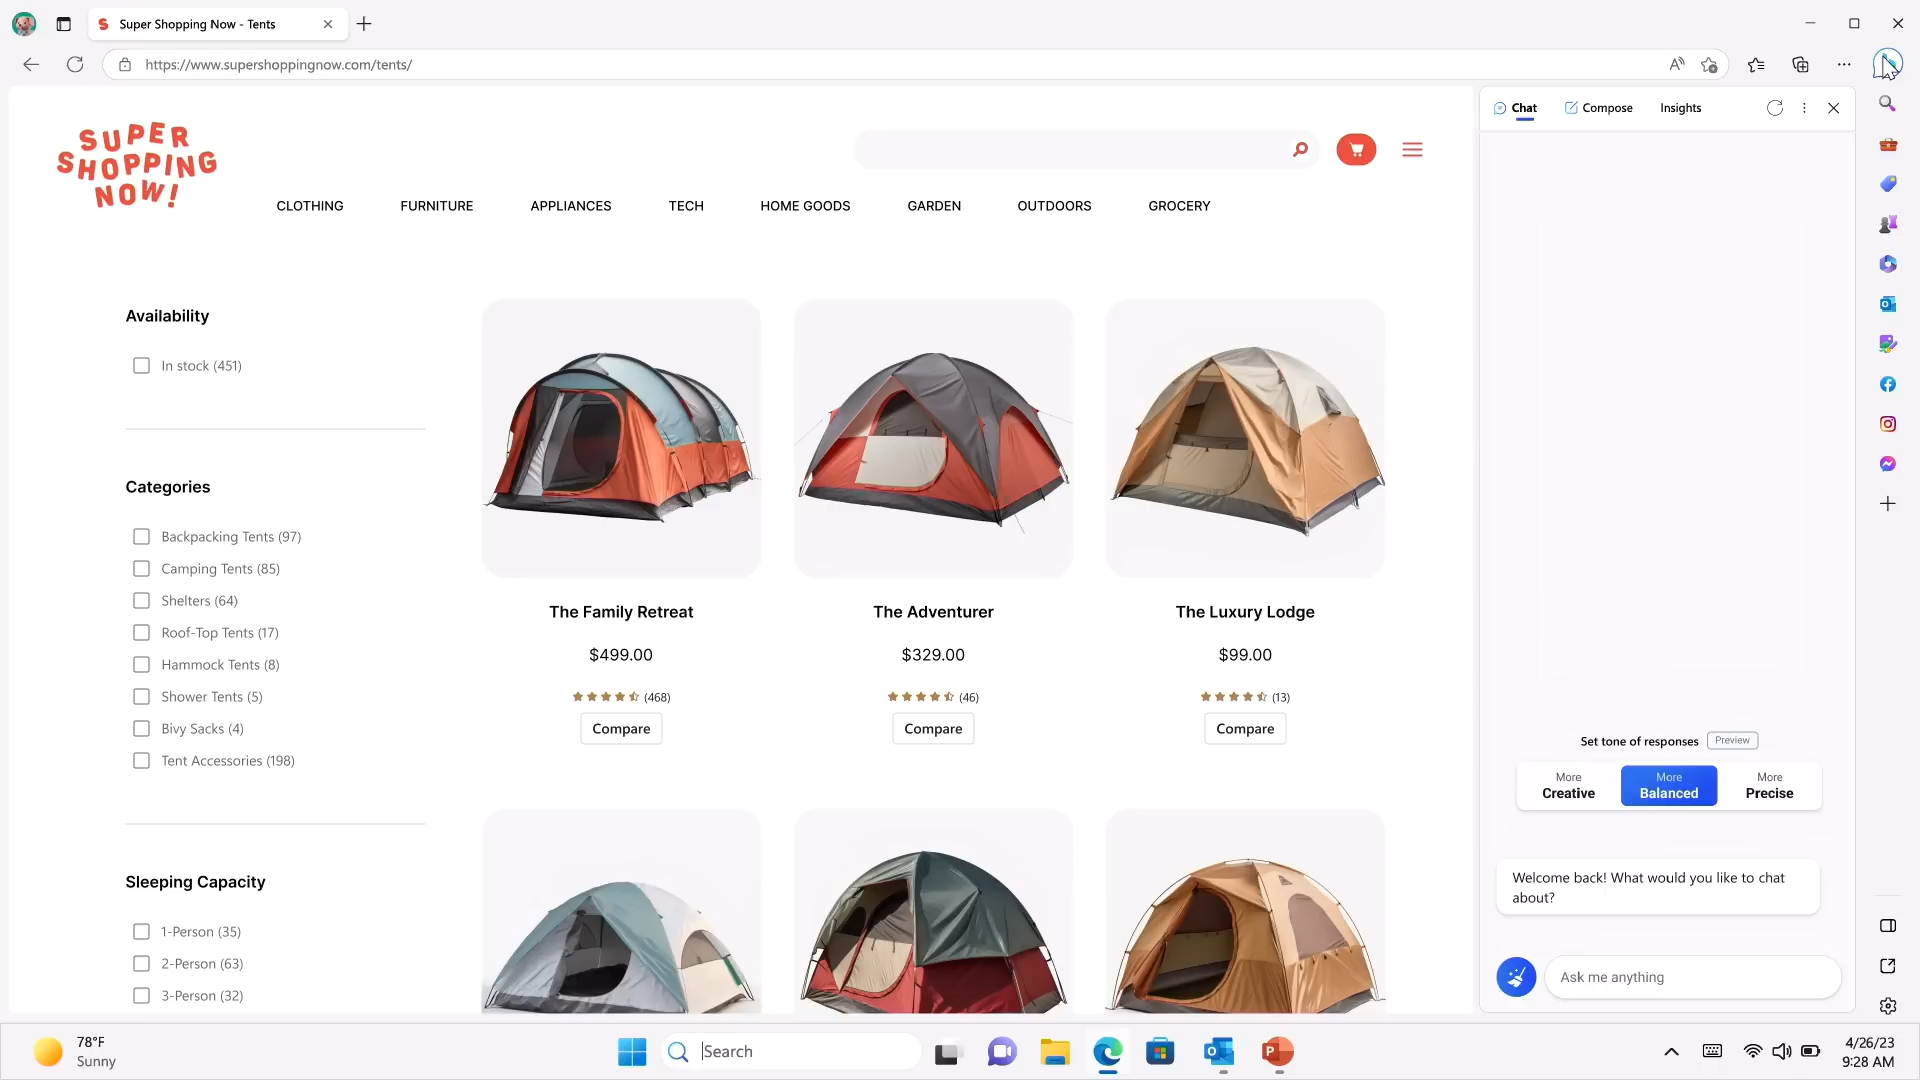 Super Shopping Now - Tents
https://www.supershoppingnow.com/tents/
SUPER
SHOPPING
NOW!
CLOTHING FURNITURE APPLIANCES TECH HOME GOODS GARDEN OUTDOORS GROCERY
Availability
In stock (451)
Categories
Backpacking Tents (97)
Camping Tents (85)
Shelters (64)
Roof-Top Tents (17)
Hammock Tents (8)
Shower Tents (5)
Bivy Sacks (4)
Tent Accessories (198)
Sleeping Capacity
1-Person (35)
2-Person (63)
3-Person (32)
The Family Retreat
$499.00
(468)
Compare
The Adventurer
$329.00
(46)
Compare
The Luxury Lodge
$99.00
(13)
Compare
Chat Compose Insights
Set tone of responses Preview
More Creative
More Balanced
More Precise
Welcome back! What would you like to chat
about?
Ask me anything
78°F
Sunny
Search
4/26/23
9:28 AM